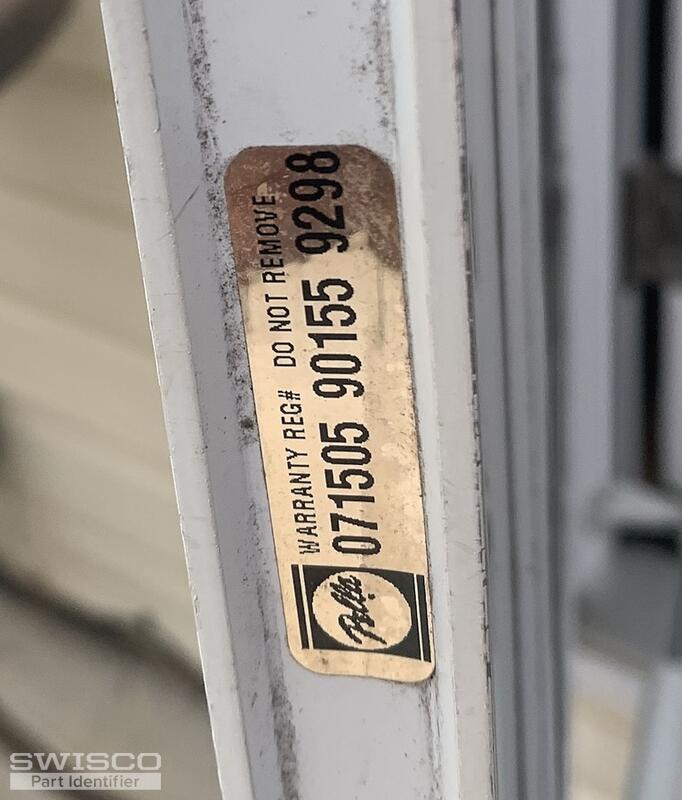 WARRANTY REG# DO NOT REMOVE
071505 90155 9298
Pella
SWISCO
Part Identifier